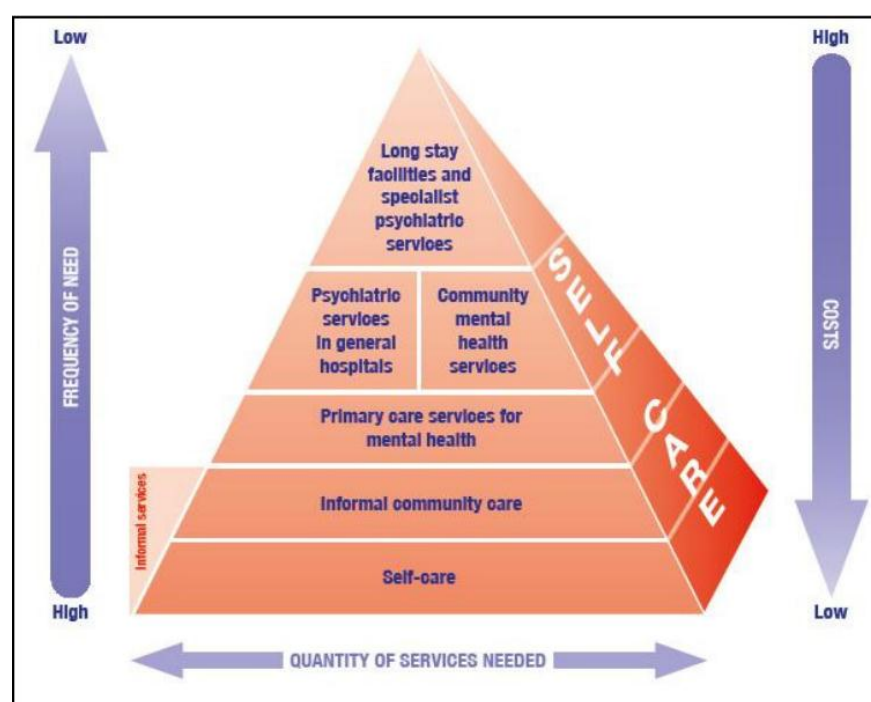 Low
High
Long stay
facilities and
specialist
psychiatric
services
Psychiatric
services
in general
hospitals
Community
mental
health
services
Primary care services for
mental health
Informal community care
Self-care
SELF CARE
Informal services
FREQUENCY OF NEED
COSTS
High
Low
QUANTITY OF SERVICES NEEDED